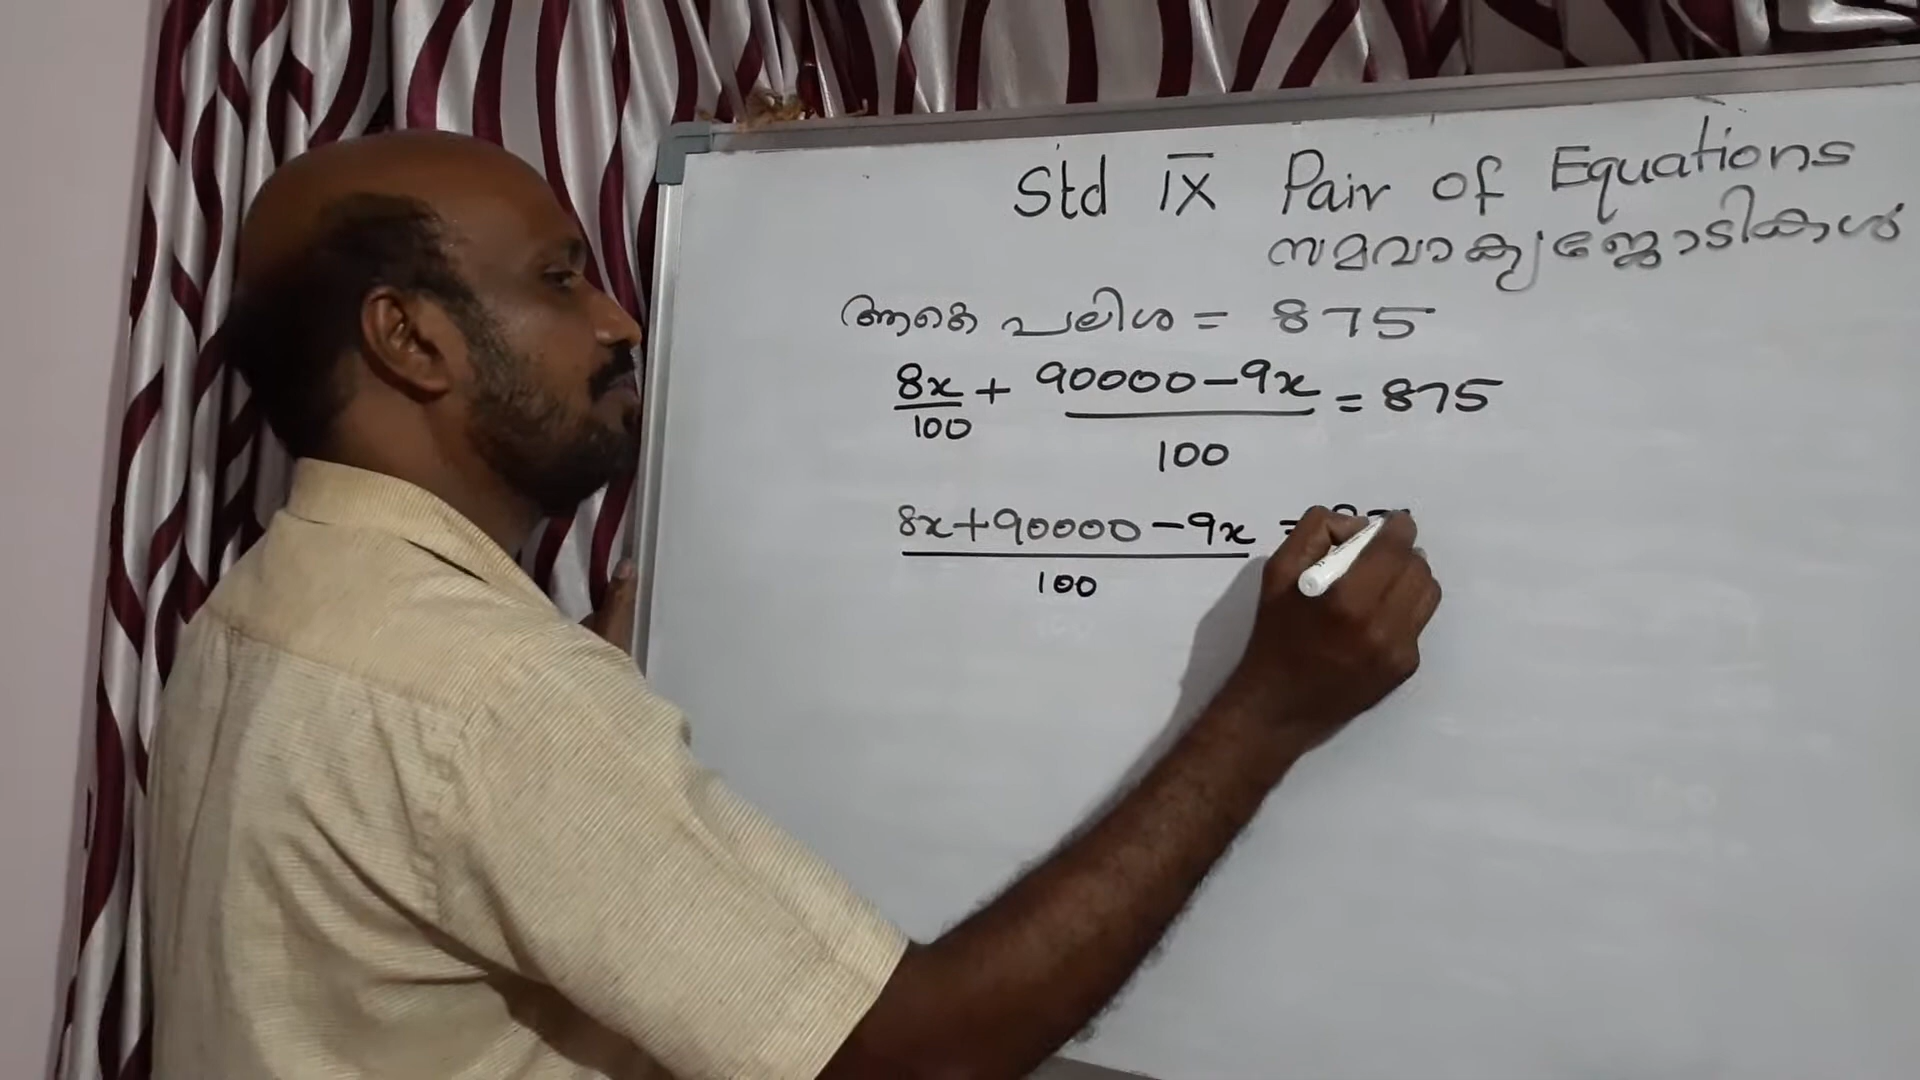 Std IX Pair of Equations
സമവാക്യജോടികൾ
ആകെ പലിശ = 875
8x/100 + 90000-9x/100 = 875
8x+90000-9x/100 =